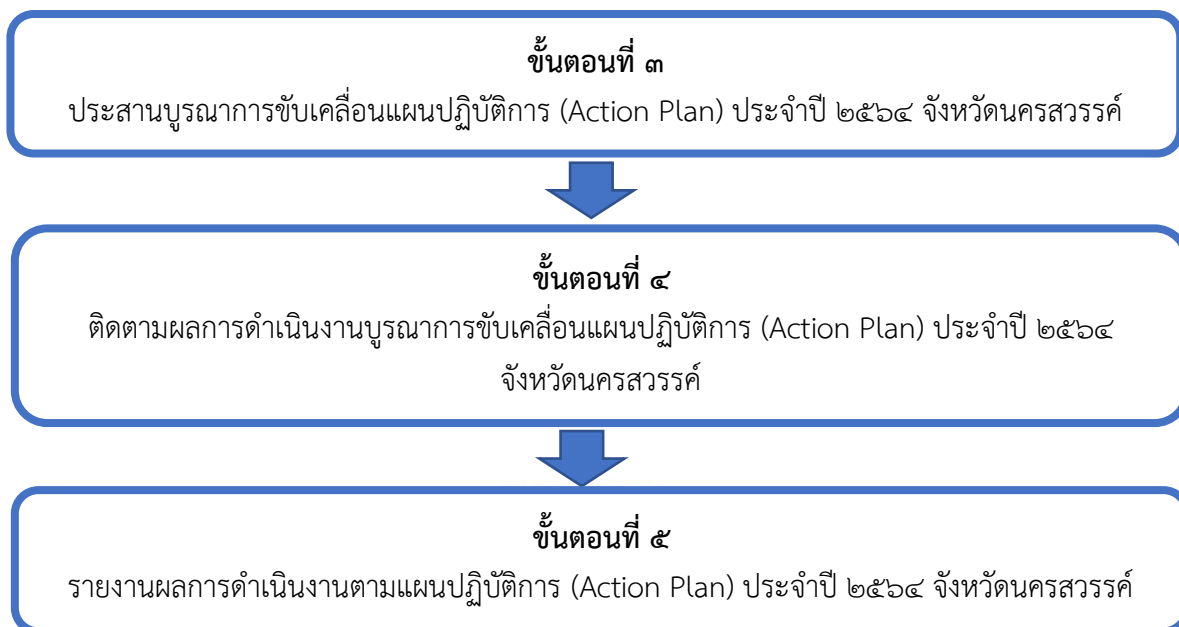 ขั้นตอนที่ ๓
ประสานบูรณาการขับเคลื่อนแผนปฏิบัติการ (Action Plan) ประจำปี ๒๕๖๔ จังหวัดนครสวรรค์
ขั้นตอนที่ ๔
ติดตามผลการดำเนินงานบูรณาการขับเคลื่อนแผนปฏิบัติการ (Action Plan) ประจำปี ๒๕๖๔
จังหวัดนครสวรรค์
ขั้นตอนที่ ๕
รายงานผลการดำเนินงานตามแผนปฏิบัติการ (Action Plan) ประจำปี ๒๕๖๔ จังหวัดนครสวรรค์